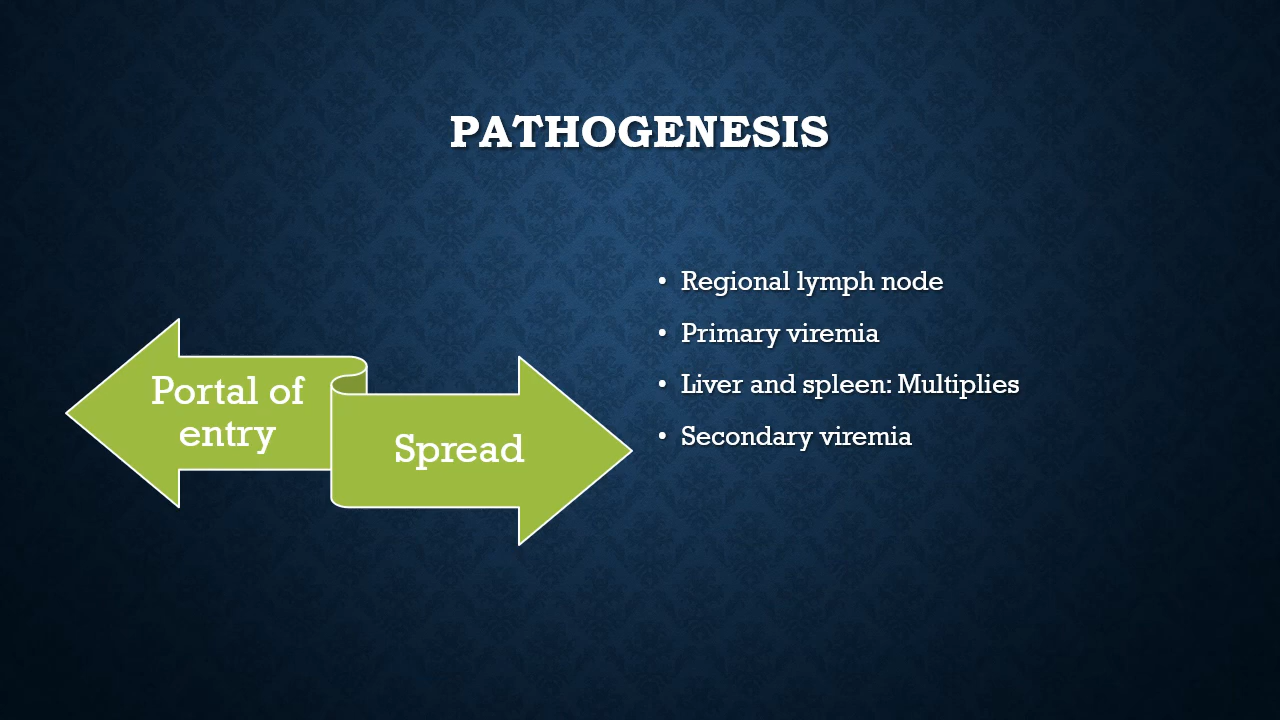 PATHOGENESIS
Portal of
entry
Spread
• Regional lymph node
• Primary viremia
• Liver and spleen: Multiplies
• Secondary viremia